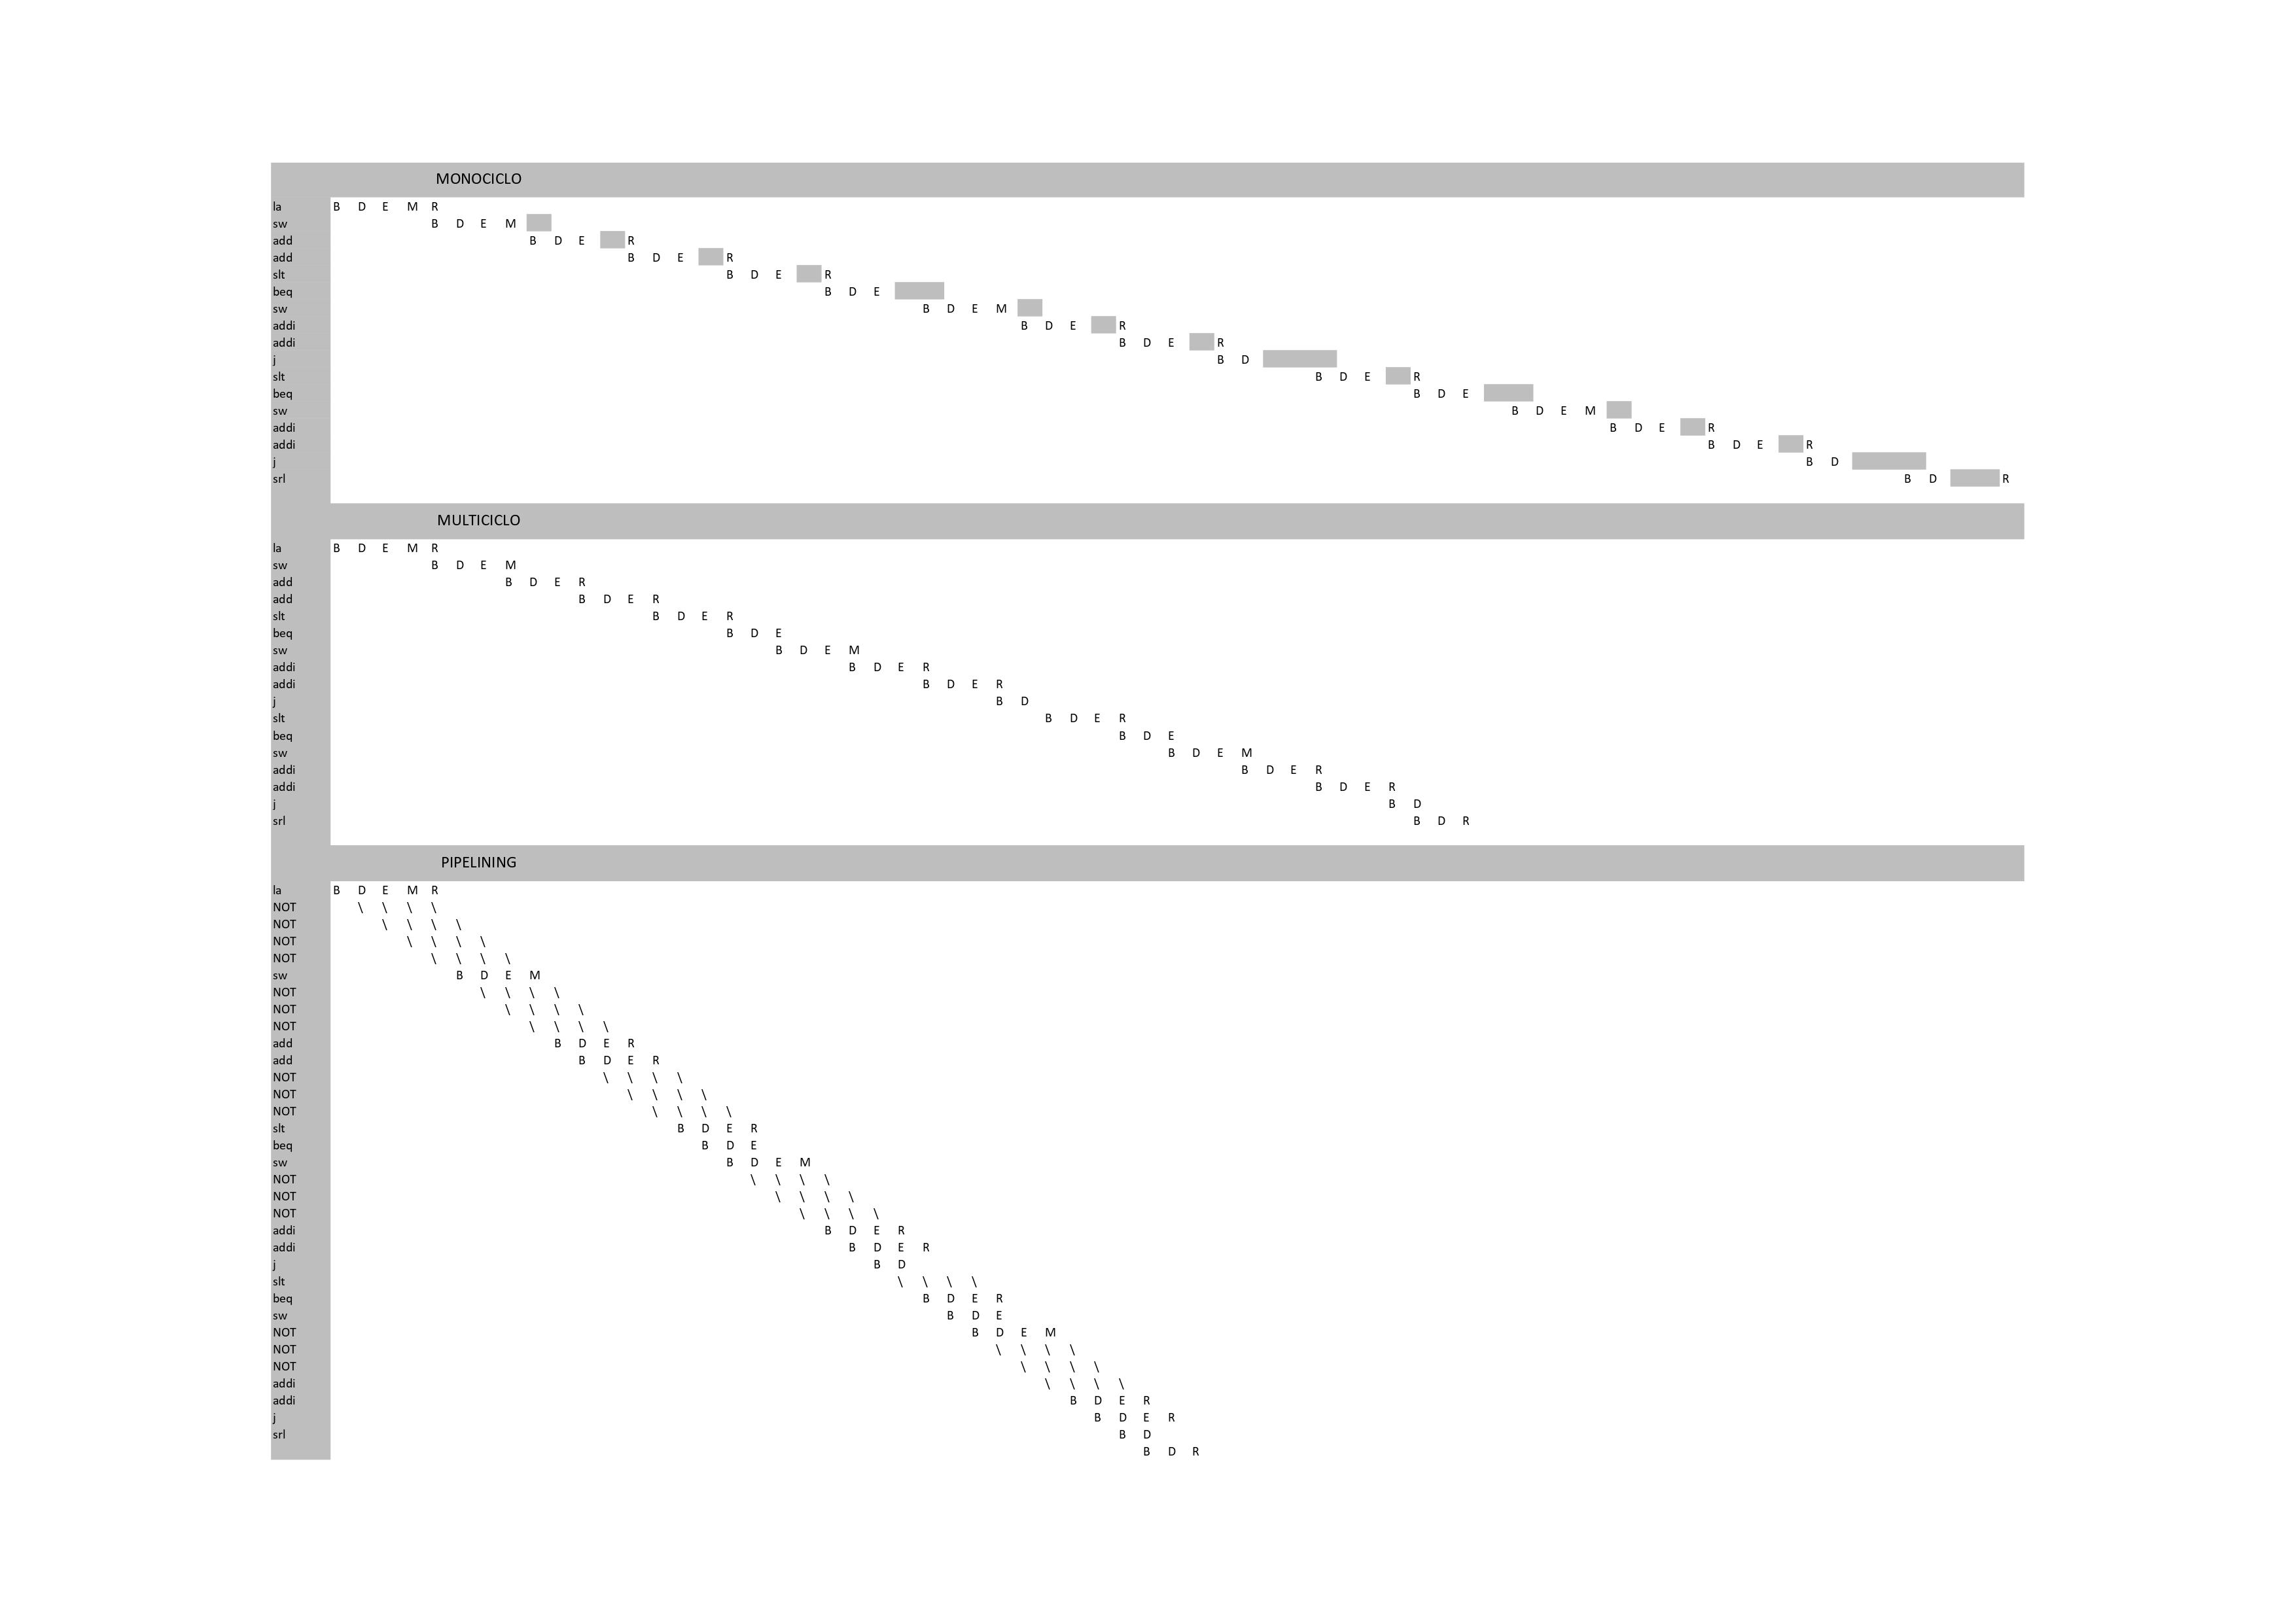 MONOCICLO
la B D E M R
sw B D E M
add B D E R
add B D E R
slt B D E R
beq B D E
sw B D E M
addi B D E R
addi B D E R
j B D
slt B D E R
beq B D E
sw B D E M
addi B D E R
addi B D E R
j B D
srl B D R
MULTICICLO
la B D E M R
sw B D E M
add B D E R
add B D E R
slt B D E R
beq B D E
sw B D E M
addi B D E R
addi B D E R
j B D
slt B D E R
beq B D E
sw B D E M
addi B D E R
addi B D E R
j B D
srl B D R
PIPELINING
la B D E M R
NOT \ \ \ \
NOT \ \ \ \
NOT \ \ \ \
NOT \ \ \ \
sw B D E M
NOT \ \ \ \
NOT \ \ \ \
NOT \ \ \ \
add B D E R
add B D E R
NOT \ \ \ \
NOT \ \ \ \
NOT \ \ \ \
slt B D E R
beq B D E
sw B D E M
NOT \ \ \ \
NOT \ \ \ \
NOT \ \ \ \
addi B D E R
addi B D E R
j B D
slt \ \ \ \
beq B D E R
sw B D E
NOT B D E M
NOT \ \ \ \
NOT \ \ \ \
addi \ \ \ \
addi B D E R
j B D E R
srl B D
B D R